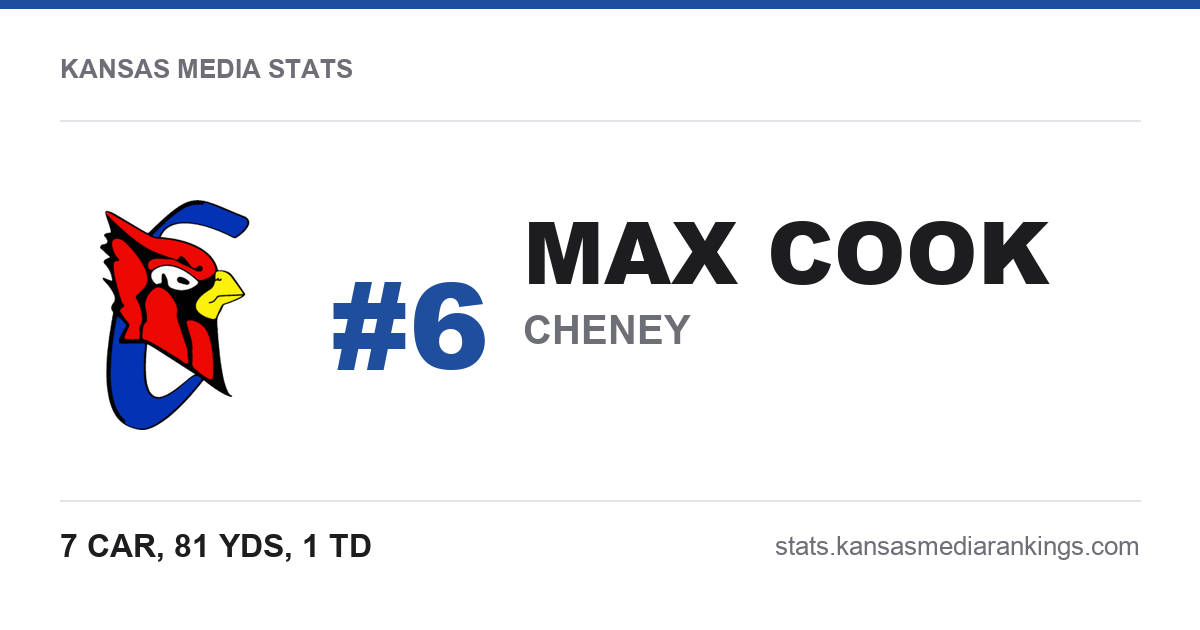 KANSAS MEDIA STATS
#6
MAX COOK
CHENEY
7 CAR, 81 YDS, 1 TD
stats.kansasmediarankings.com